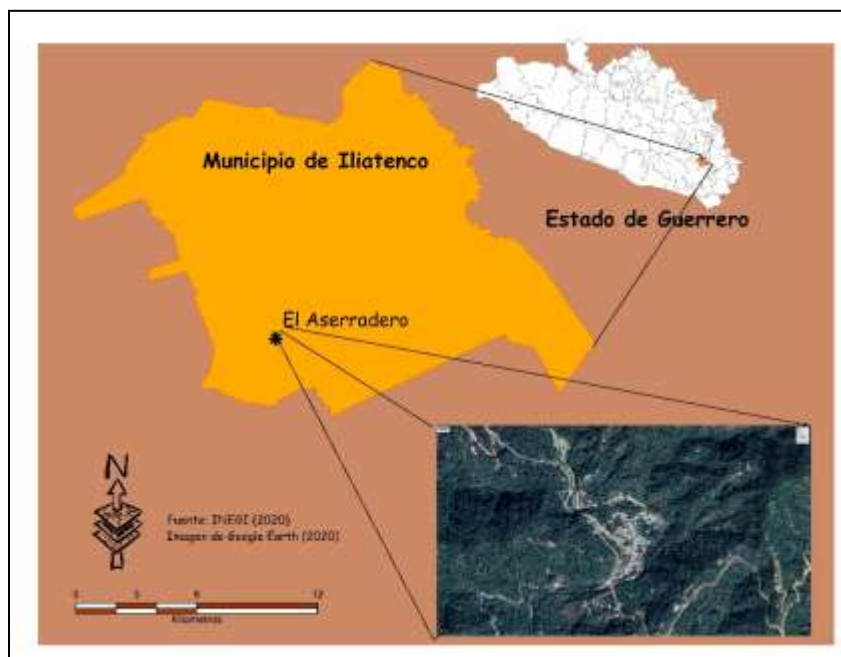 Municipio de Iliatenco
Estado de Guerrero
El Aserradero
N
Fuente: INEGI (2020)
Imagen de Google Earth (2020)
0 3 6 12
Kilometros